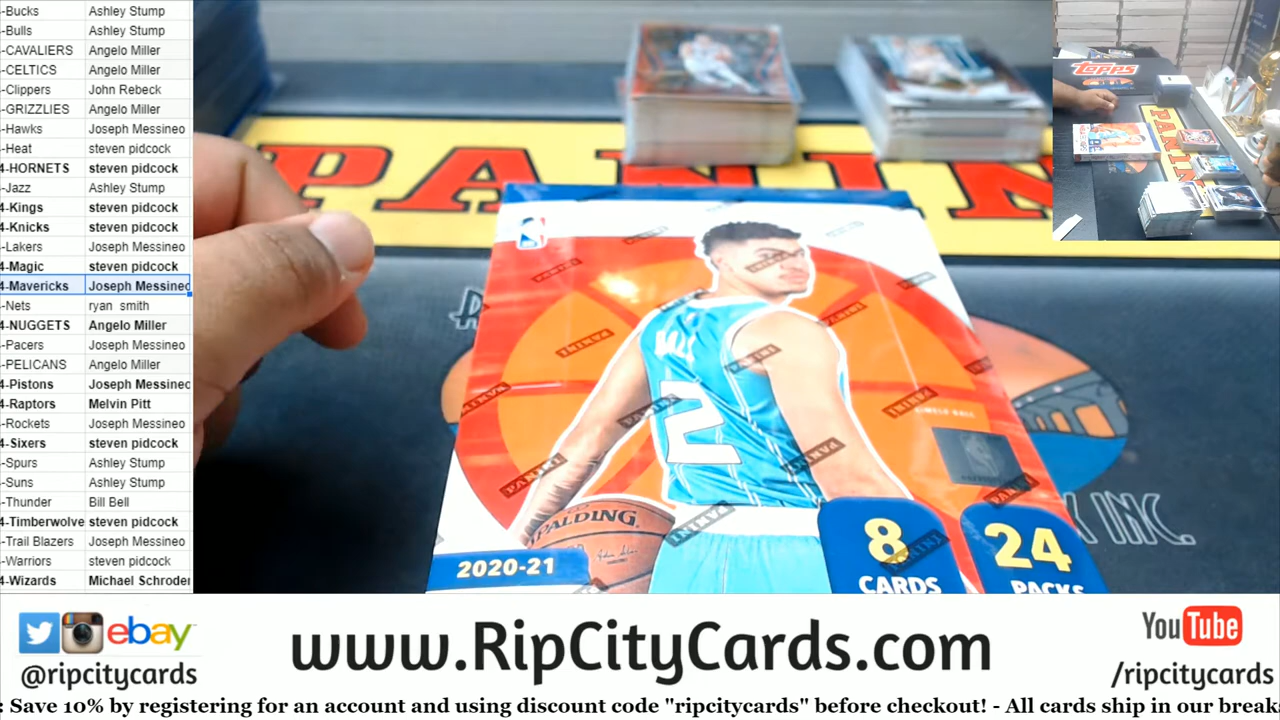 -Bucks Ashley Stump
-Bulls Ashley Stump
-CAVALIERS Angelo Miller
-CELTICS Angelo Miller
-Clippers John Rebeck
-GRIZZLIES Angelo Miller
-Hawks Joseph Messineo
-Heat steven pidcock
4-HORNETS steven pidcock
-Jazz Ashley Stump
4-Kings steven pidcock
4-Knicks steven pidcock
-Lakers Joseph Messineo
4-Magic steven pidcock
4-Mavericks Joseph Messineo
-Nets ryan smith
4-NUGGETS Angelo Miller
-Pacers Joseph Messineo
-PELICANS Angelo Miller
4-Pistons Joseph Messineo
4-Raptors Melvin Pitt
-Rockets Joseph Messineo
4-Sixers steven pidcock
-Spurs Ashley Stump
-Suns Ashley Stump
-Thunder Bill Bell
4-Timberwolve steven pidcock
-Trail Blazers Joseph Messineo
-Warriors steven pidcock
4-Wizards Michael Schroder
PANINI
topps
PANINI
2
SPALDING
2020-21
8
CARDS
24
PACKS
INC.
ebay
@ripcitycards
www.RipCityCards.com
YouTube
/ripcitycards
: Save 10% by registering for an account and using discount code "ripcitycards" before checkout! - All cards ship in our break